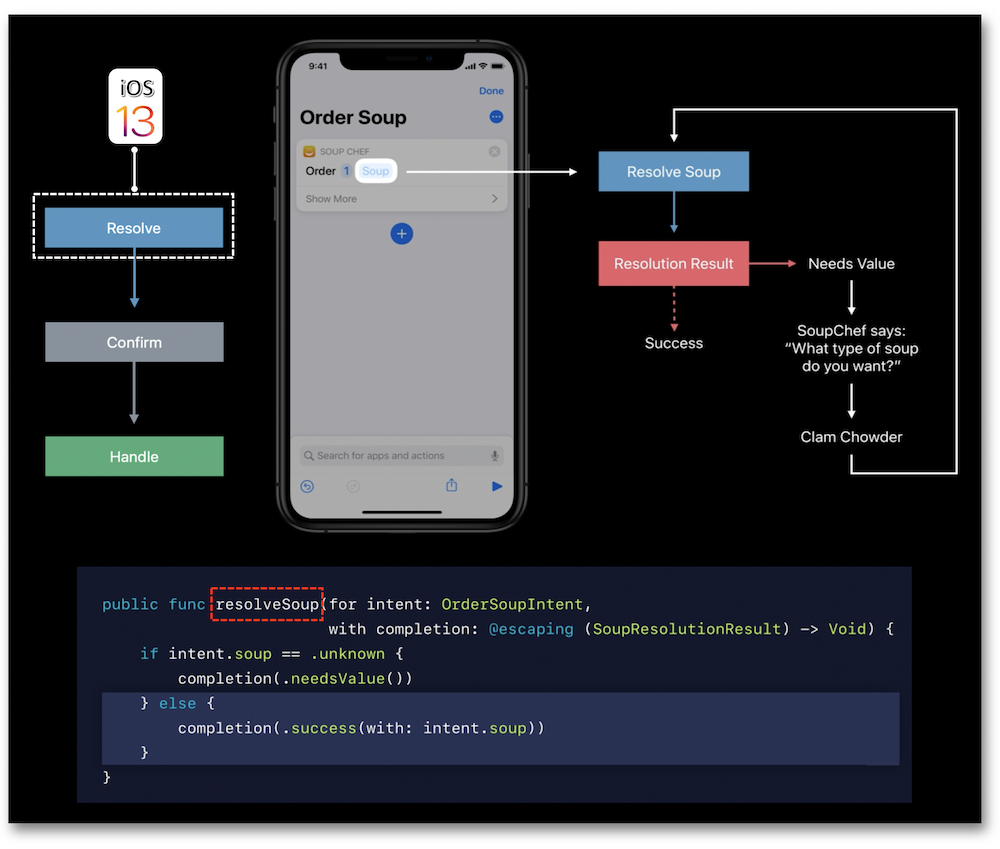 iOS
13
Resolve
Confirm
Handle
9:41
Done
Order Soup
SOUP CHEF
Order 1 Soup
Show More
Search for apps and actions
Resolve Soup
Resolution Result
Needs Value
Success
SoupChef says:
“What type of soup
do you want?”
Clam Chowder
public func resolveSoup(for intent: OrderSoupIntent,
with completion: @escaping (SoupResolutionResult) -> Void) {
if intent.soup == .unknown {
completion(.needsValue())
} else {
completion(.success(with: intent.soup))
}
}